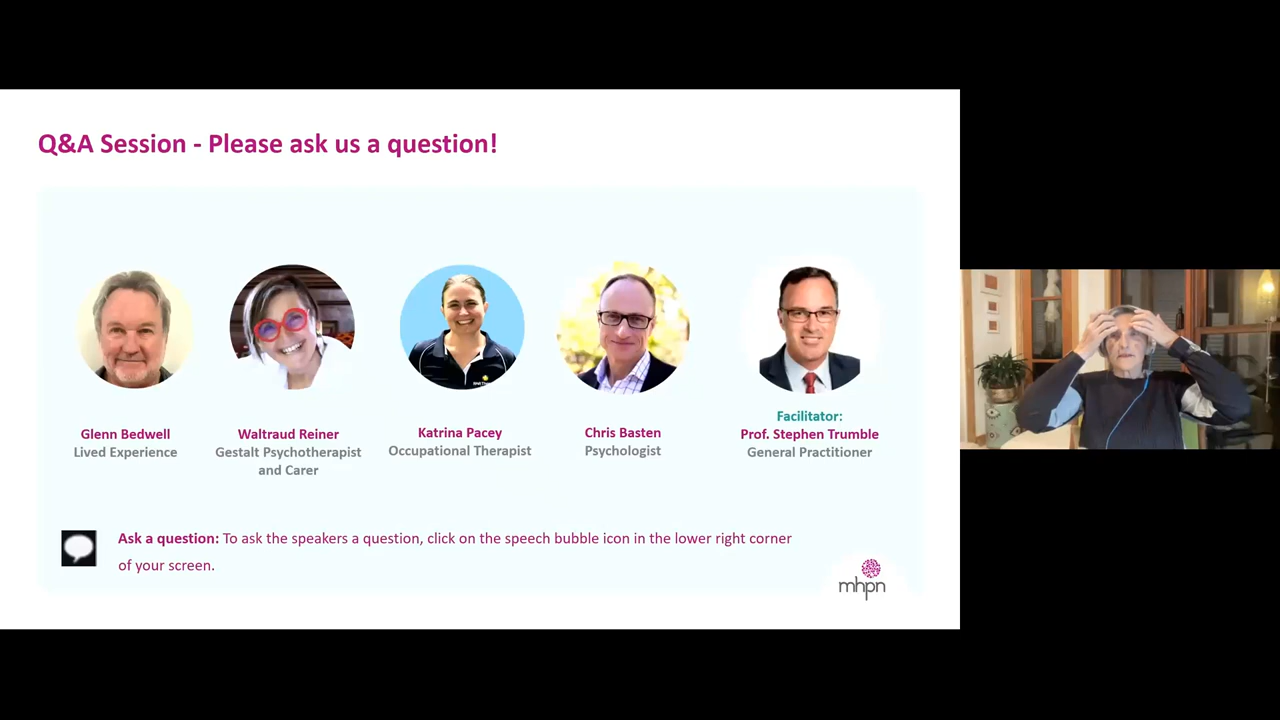 Q&A Session - Please ask us a question!
Glenn Bedwell
Lived Experience
Waltraud Reiner
Gestalt Psychotherapist
and Carer
Katrina Pacey
Occupational Therapist
Chris Basten
Psychologist
Facilitator:
Prof. Stephen Trumble
General Practitioner
Ask a question: To ask the speakers a question, click on the speech bubble icon in the lower right corner
of your screen.
mhpn